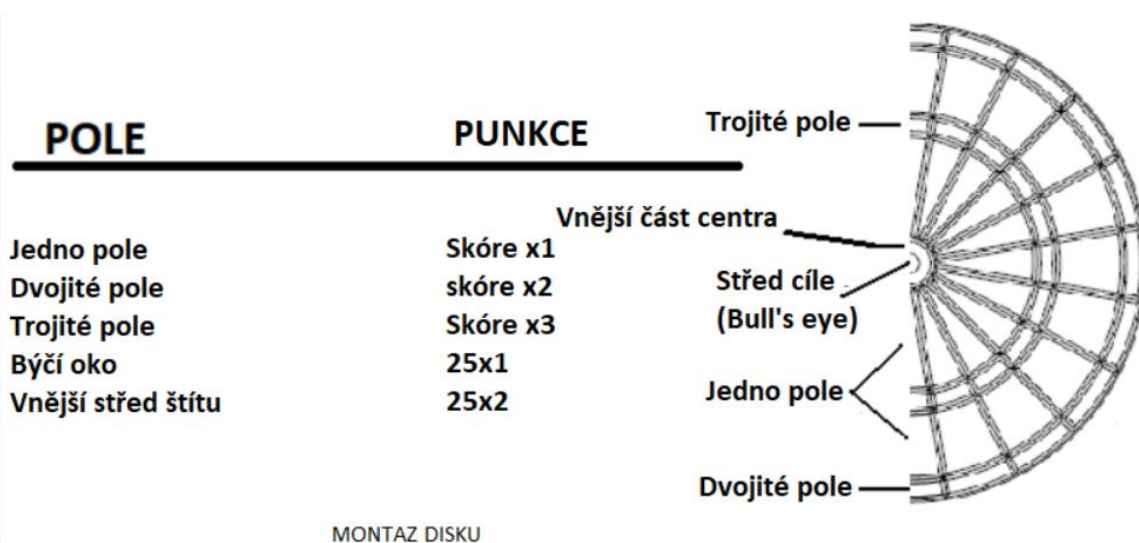 POLE PUNKCE
Jedno pole Skóre x1
Dvojité pole skóre x2
Trojité pole Skóre x3
Býčí oko 25x1
Vnější střed štítu 25x2
Trojité pole
Vnější část centra
Střed cíle
(Bull's eye)
Jedno pole
Dvojité pole
MONTAZ DISKU